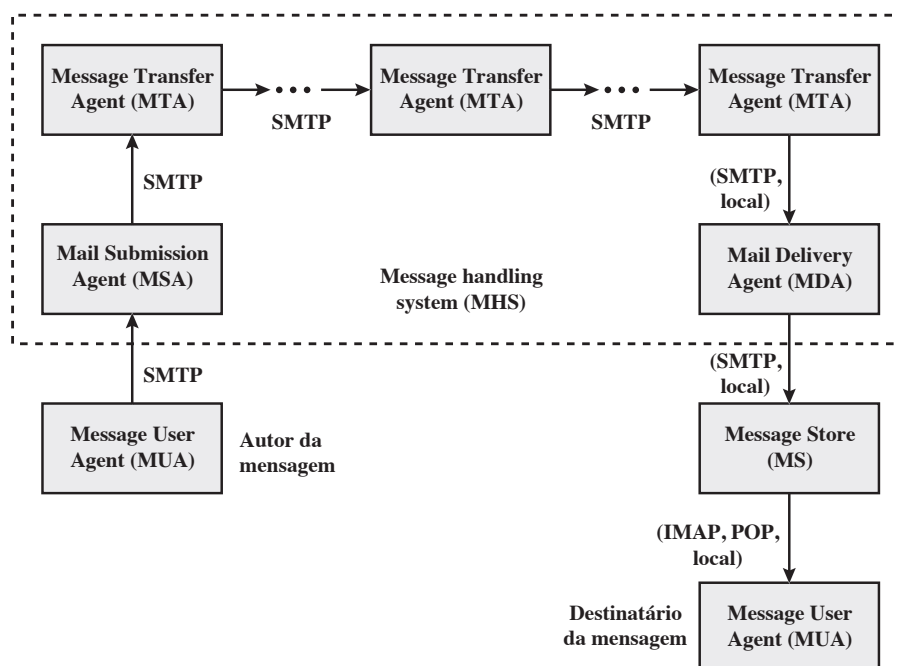 Message Transfer
Agent (MTA)
Message Transfer
Agent (MTA)
Message Transfer
Agent (MTA)
SMTP
SMTP
SMTP
(SMTP,
local)
Mail Submission
Agent (MSA)
Message handling
system (MHS)
Mail Delivery
Agent (MDA)
SMTP
(SMTP,
local)
Message User
Agent (MUA)
Autor da
mensagem
Message Store
(MS)
(IMAP, POP,
local)
Destinatário
da mensagem
Message User
Agent (MUA)